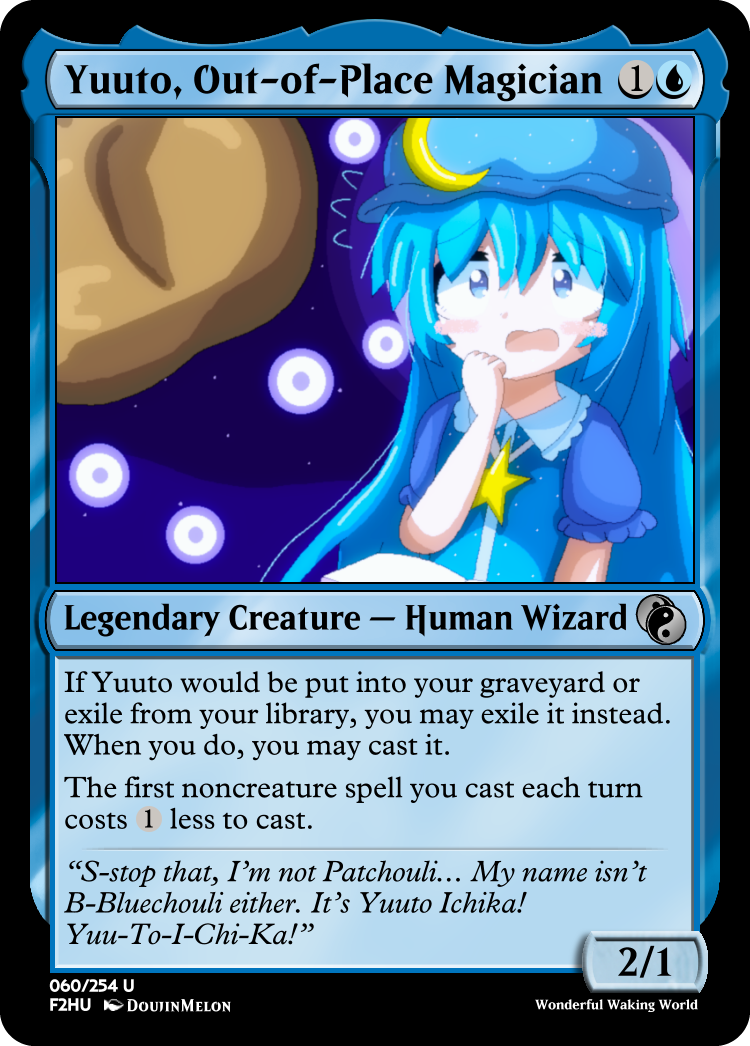 Yuuto, Out-of-Place Magician 1
Legendary Creature — Human Wizard
If Yuuto would be put into your graveyard or
exile from your library, you may exile it instead.
When you do, you may cast it.
The first noncreature spell you cast each turn
costs 1 less to cast.
“S-stop that, I’m not Patchouli… My name isn’t
B-Bluechouli either. It’s Yuuto Ichika!
Yuu-To-I-Chi-Ka!”
2/1
060/254 U
F2HU DoujinMelon
Wonderful Waking World